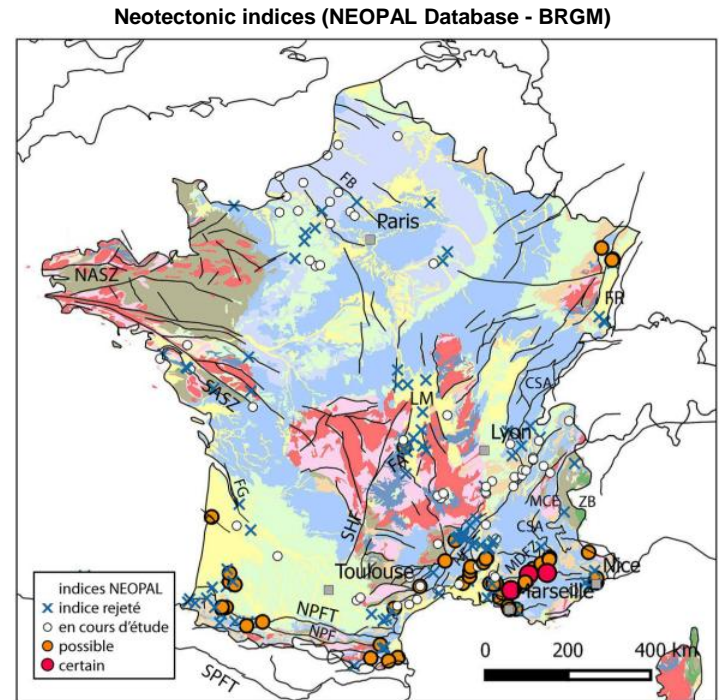 Neotectonic indices (NEOPAL Database - BRGM)
FB
Paris
NASZ
FR
SASZ
CSA
LM
Lyon
FG
SHF
MCE
ZB
CSA
MDFZ
Toulouse
Nice
Marseille
NPFT
NPF
SPFT
indices NEOPAL
indice rejeté
en cours d'étude
possible
certain
0 200 400 km